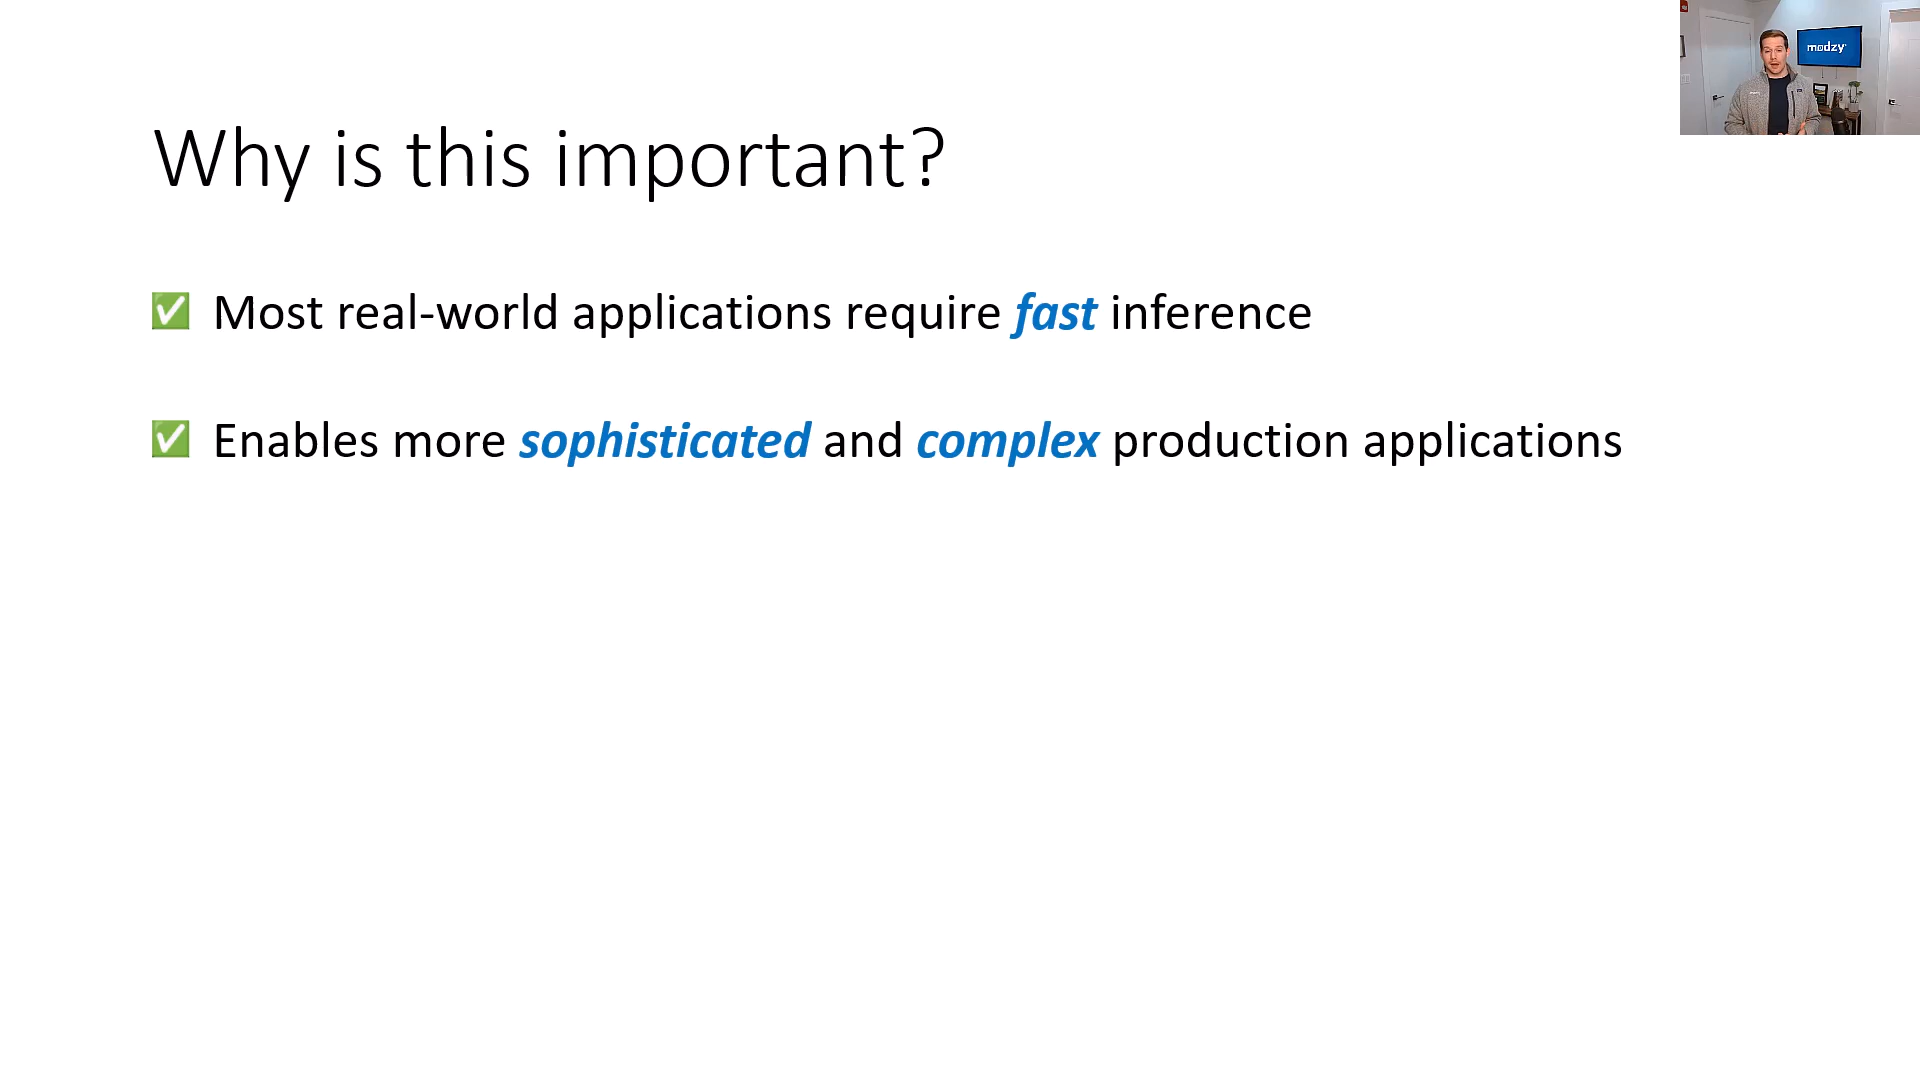 modzy
Why is this important?
✅ Most real-world applications require fast inference
✅ Enables more sophisticated and complex production applications